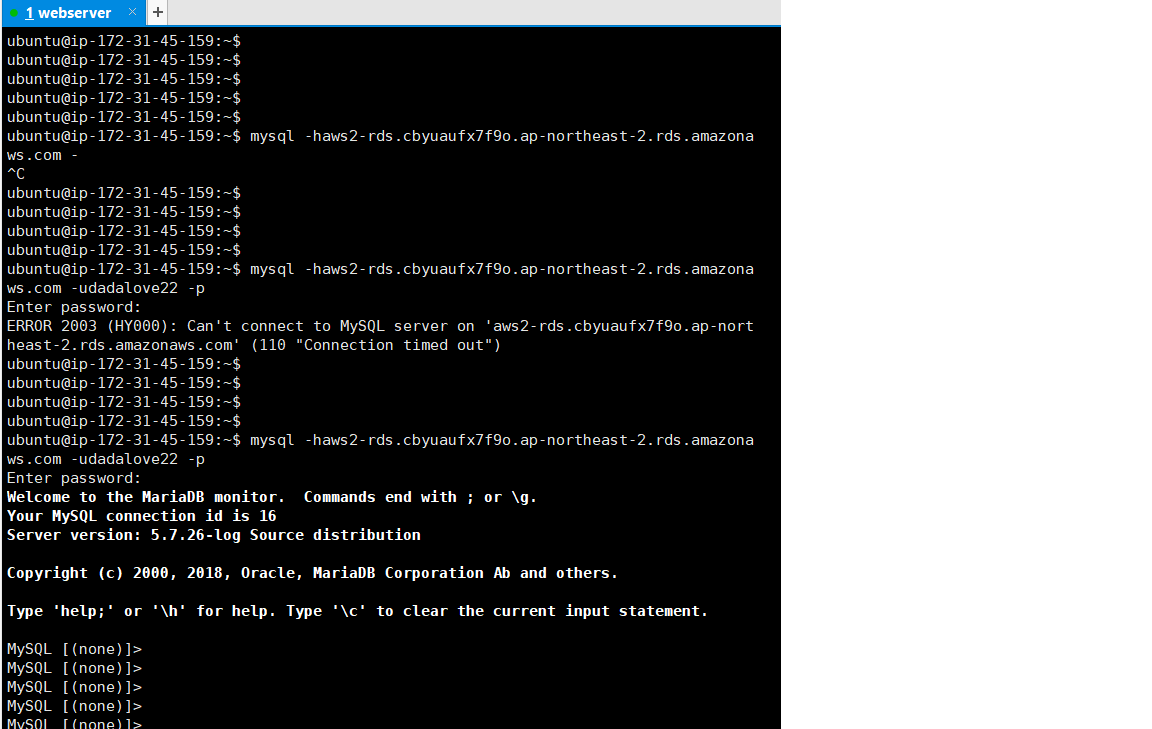 1 webserver × +
ubuntu@ip-172-31-45-159:~$
ubuntu@ip-172-31-45-159:~$
ubuntu@ip-172-31-45-159:~$
ubuntu@ip-172-31-45-159:~$
ubuntu@ip-172-31-45-159:~$
ubuntu@ip-172-31-45-159:~$ mysql -haws2-rds.cbyuaufx7f9o.ap-northeast-2.rds.amazona
ws.com -
^C
ubuntu@ip-172-31-45-159:~$
ubuntu@ip-172-31-45-159:~$
ubuntu@ip-172-31-45-159:~$
ubuntu@ip-172-31-45-159:~$
ubuntu@ip-172-31-45-159:~$ mysql -haws2-rds.cbyuaufx7f9o.ap-northeast-2.rds.amazona
ws.com -udadalove22 -p
Enter password:
ERROR 2003 (HY000): Can't connect to MySQL server on 'aws2-rds.cbyuaufx7f9o.ap-nort
heast-2.rds.amazonaws.com' (110 "Connection timed out")
ubuntu@ip-172-31-45-159:~$
ubuntu@ip-172-31-45-159:~$
ubuntu@ip-172-31-45-159:~$
ubuntu@ip-172-31-45-159:~$
ubuntu@ip-172-31-45-159:~$ mysql -haws2-rds.cbyuaufx7f9o.ap-northeast-2.rds.amazona
ws.com -udadalove22 -p
Enter password:
Welcome to the MariaDB monitor.  Commands end with ; or \g.
Your MySQL connection id is 16
Server version: 5.7.26-log Source distribution

Copyright (c) 2000, 2018, Oracle, MariaDB Corporation Ab and others.

Type 'help;' or '\h' for help. Type '\c' to clear the current input statement.

MySQL [(none)]>
MySQL [(none)]>
MySQL [(none)]>
MySQL [(none)]>
MySQL [(none)]>